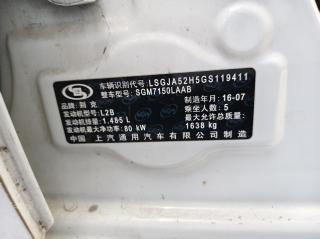 车辆识别代号 LSGJA52H5GS119411
整车型号: SGM7150LAAB
品牌: 别克 制造年月: 16-07
发动机型号: L2B 乘坐人数: 5
发动机排量: 1.485 L 最大允许总质量:
发动机最大净功率: 80 kW 1638 kg
中国 上汽通用汽车有限公司